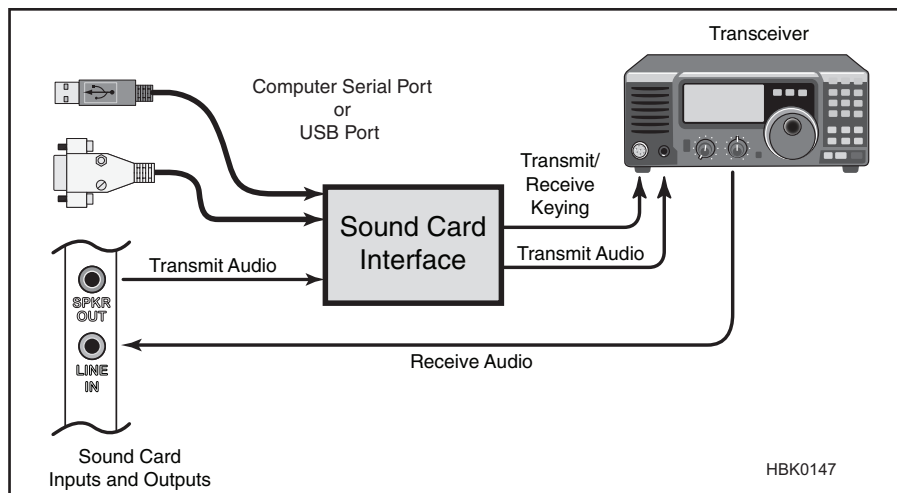 Transceiver
Computer Serial Port
or
USB Port
Transmit/
Receive
Keying
Sound Card
Interface
Transmit Audio
Transmit Audio
SPKR
OUT
Receive Audio
LINE
IN
Sound Card
Inputs and Outputs
HBK0147